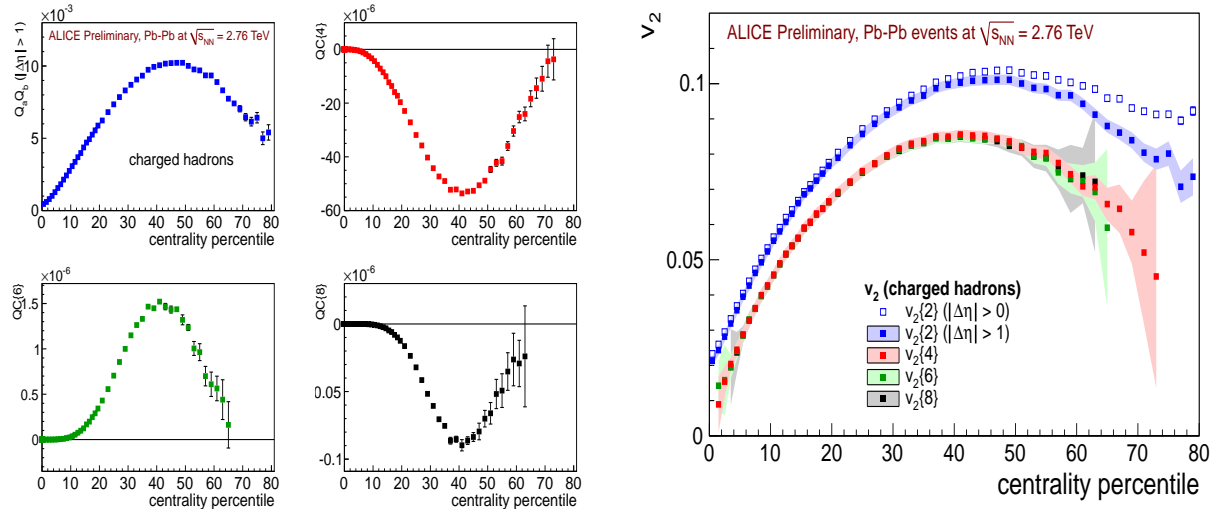 ×10⁻³
ALICE Preliminary, Pb-Pb at √s_NN = 2.76 TeV
Q_aQ_b (|Δη| > 1)
10
5
0
charged hadrons
0 10 20 30 40 50 60 70 80
centrality percentile
×10⁻⁶
QC{4}
0
-20
-40
-60
0 10 20 30 40 50 60 70 80
centrality percentile
×10⁻⁶
QC{6}
1.5
1.0
0.5
0
0 10 20 30 40 50 60 70 80
centrality percentile
×10⁻⁶
QC{8}
0
0.05
-0.1
0 10 20 30 40 50 60 70 80
centrality percentile
v₂
ALICE Preliminary, Pb-Pb events at √s_NN = 2.76 TeV
0.1
0.05
0
v₂ (charged hadrons)
v₂{2} (|Δη| > 0)
v₂{2} (|Δη| > 1)
v₂{4}
v₂{6}
v₂{8}
0 10 20 30 40 50 60 70 80
centrality percentile